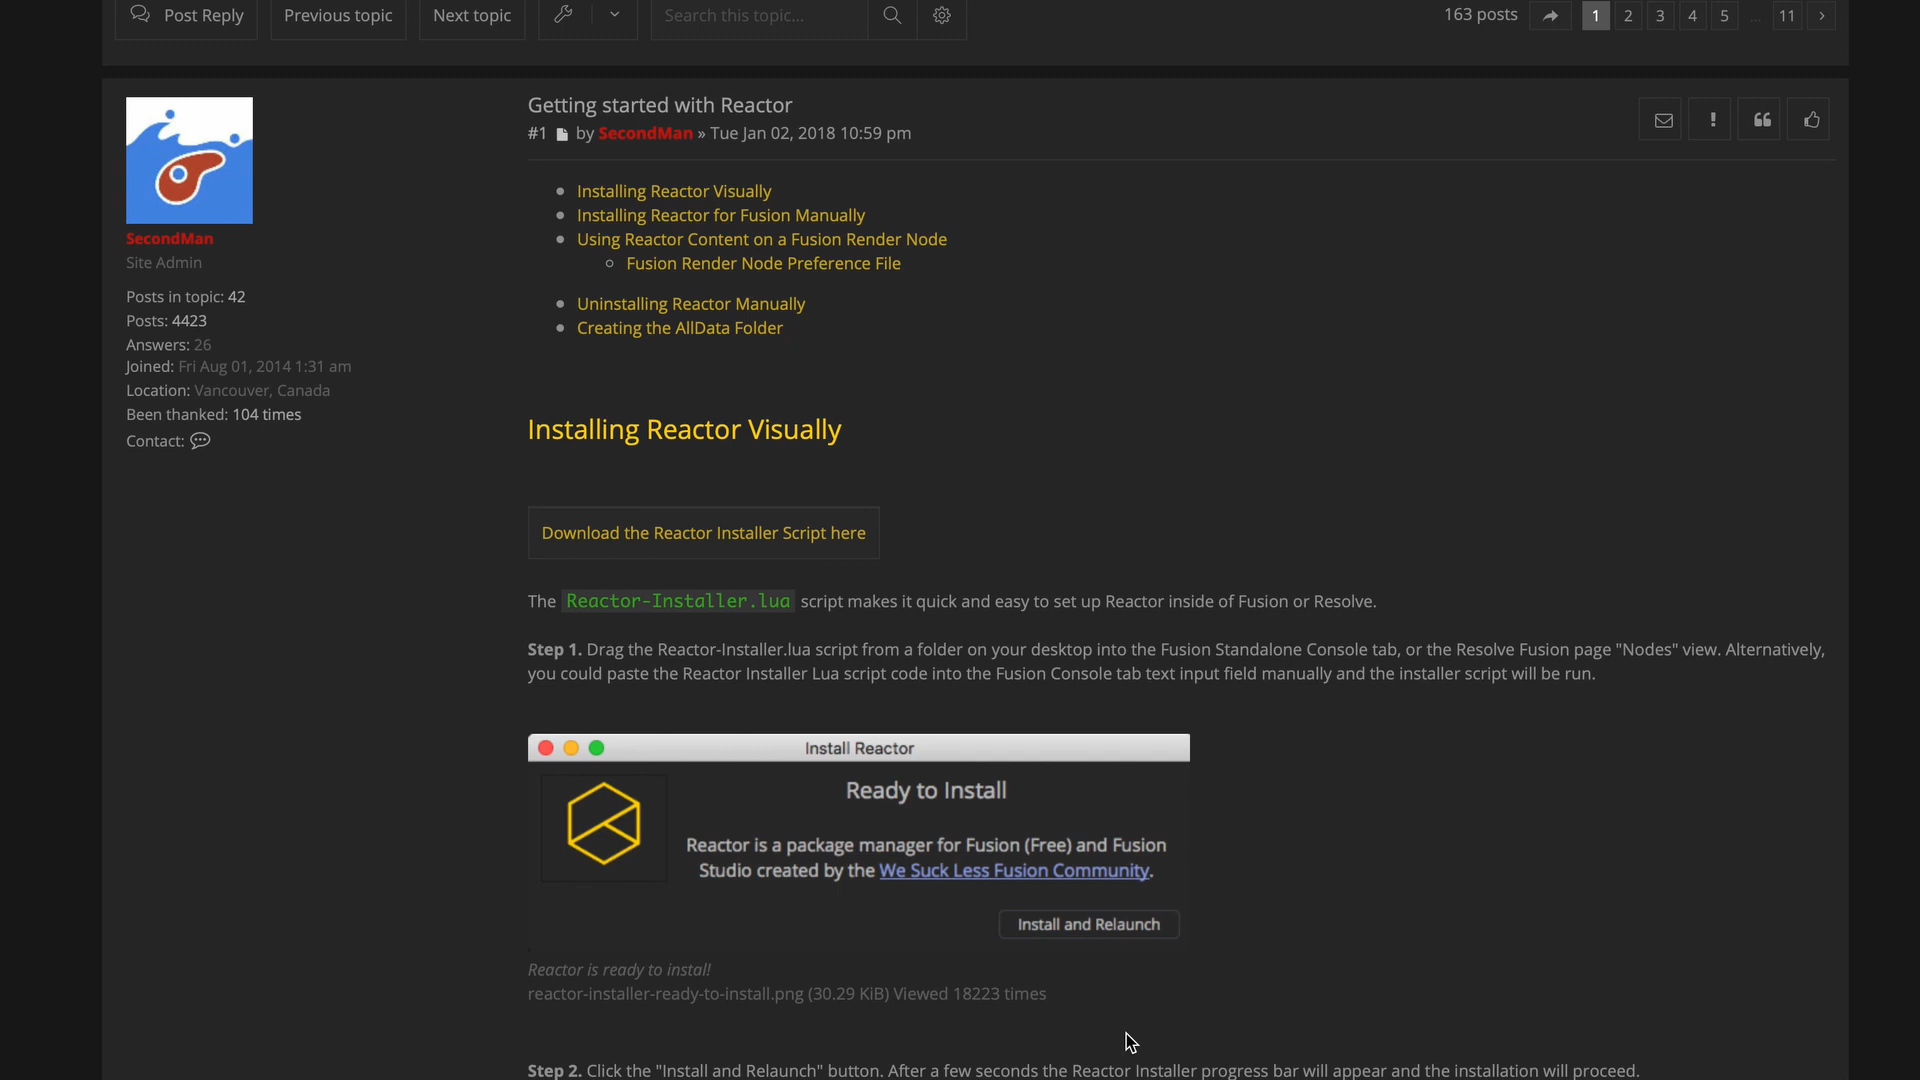 Post Reply
Previous topic
Next topic
Search this topic...
163 posts
1
2
3
4
5
...
11
SecondMan
Site Admin
Posts in topic: 42
Posts: 4423
Answers: 26
Joined: Fri Aug 01, 2014 1:31 am
Location: Vancouver, Canada
Been thanked: 104 times
Contact:
Getting started with Reactor
#1 by SecondMan » Tue Jan 02, 2018 10:59 pm
Installing Reactor Visually
Installing Reactor for Fusion Manually
Using Reactor Content on a Fusion Render Node
Fusion Render Node Preference File
Uninstalling Reactor Manually
Creating the AllData Folder
Installing Reactor Visually
Download the Reactor Installer Script here
The Reactor-Installer.lua script makes it quick and easy to set up Reactor inside of Fusion or Resolve.
Step 1. Drag the Reactor-Installer.lua script from a folder on your desktop into the Fusion Standalone Console tab, or the Resolve Fusion page "Nodes" view. Alternatively,
you could paste the Reactor Installer Lua script code into the Fusion Console tab text input field manually and the installer script will be run.
Install Reactor
Ready to Install
Reactor is a package manager for Fusion (Free) and Fusion
Studio created by the We Suck Less Fusion Community.
Install and Relaunch
Reactor is ready to install!
reactor-installer-ready-to-install.png (30.29 KiB) Viewed 18223 times
Step 2. Click the "Install and Relaunch" button. After a few seconds the Reactor Installer progress bar will appear and the installation will proceed.